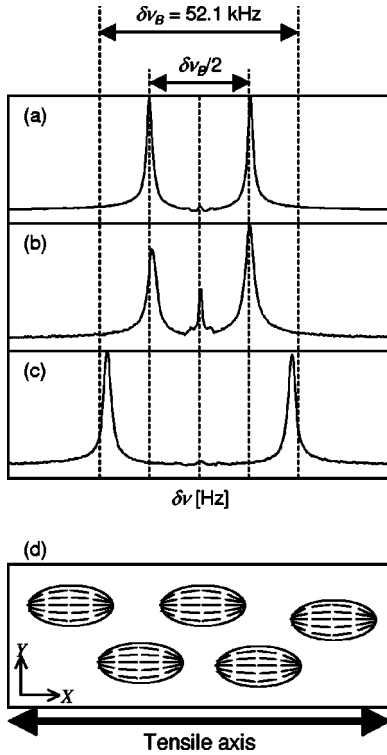 δν_B = 52.1 kHz
δν_B/2
(a)
(b)
(c)
δν [Hz]
(d)
Y
X
Tensile axis